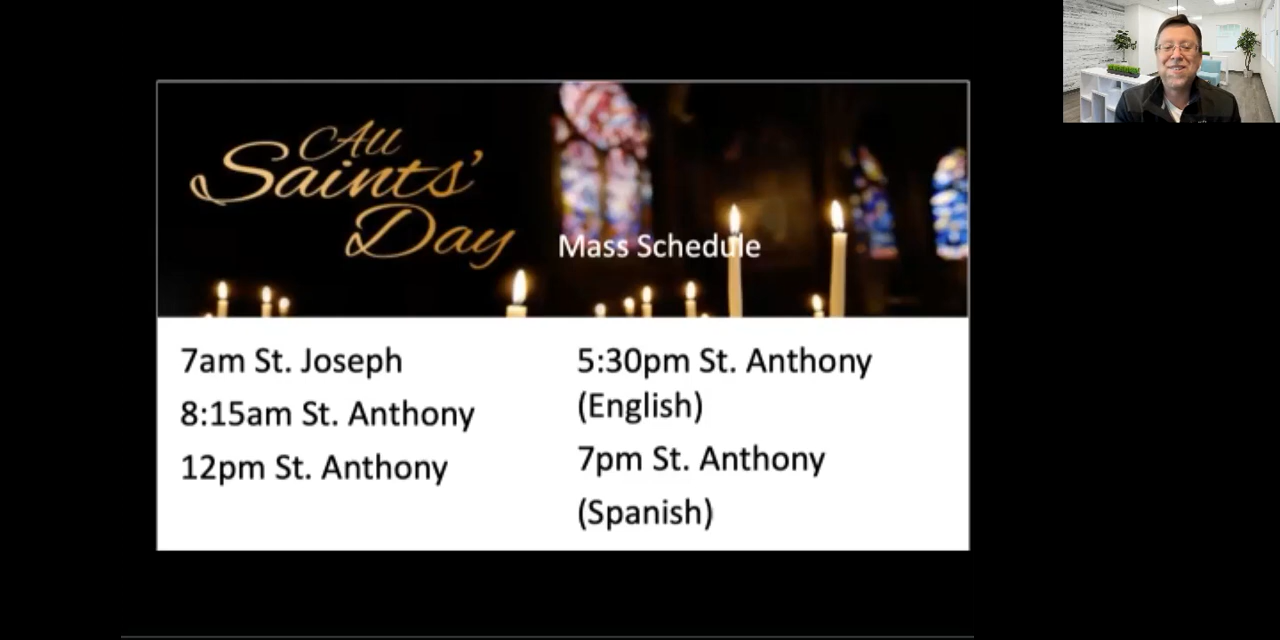 All
Saints'
Day
Mass Schedule
7am St. Joseph
8:15am St. Anthony
12pm St. Anthony
5:30pm St. Anthony
(English)
7pm St. Anthony
(Spanish)